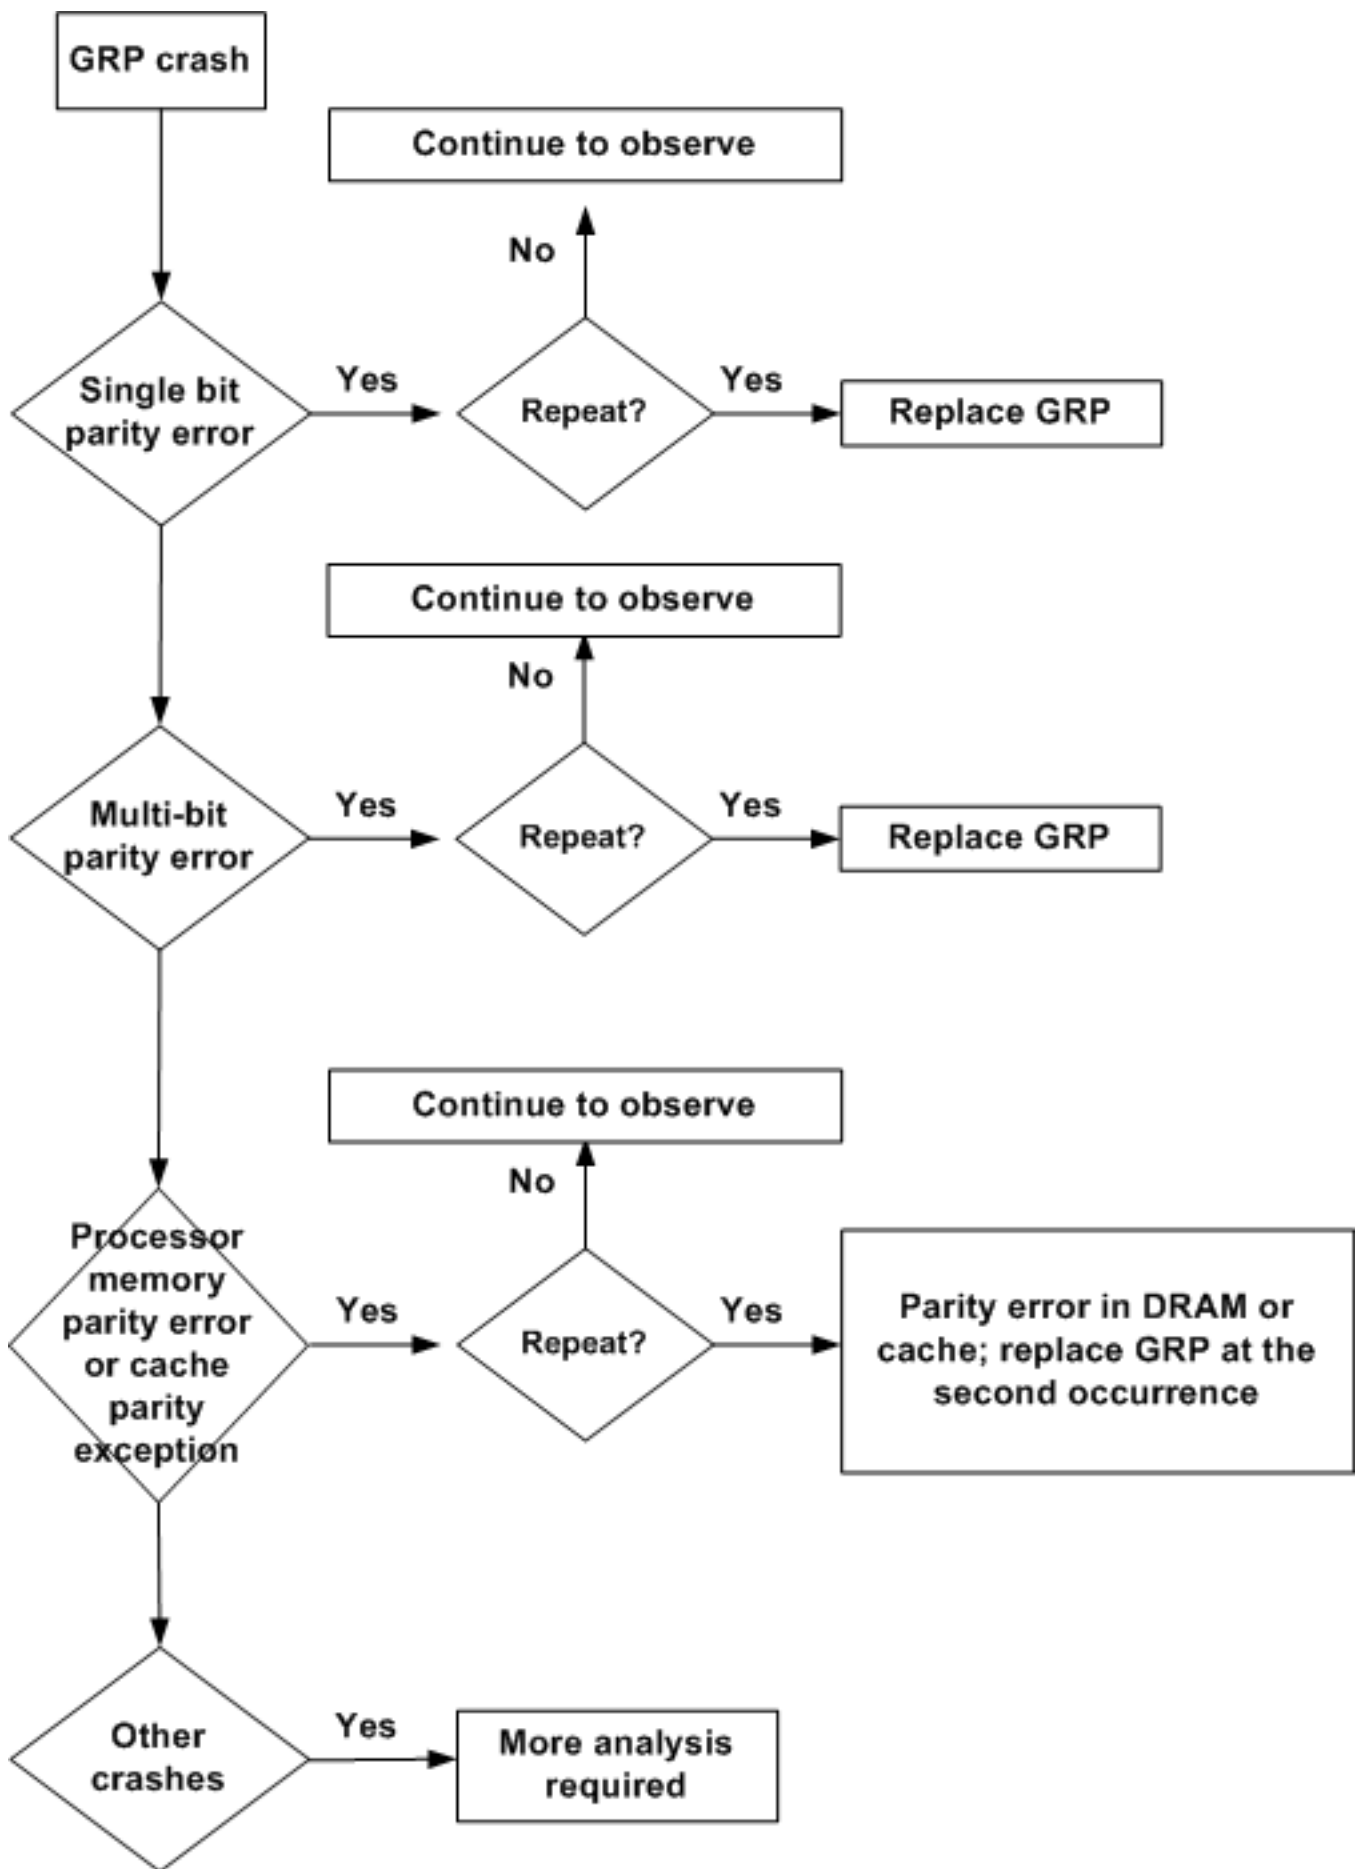 GRP crash
Continue to observe
No
Single bit
parity error
Yes
Repeat?
Yes
Replace GRP
Continue to observe
No
Multi-bit
parity error
Yes
Repeat?
Yes
Replace GRP
Continue to observe
No
Processor
memory
parity error
or cache
parity
exception
Yes
Repeat?
Yes
Parity error in DRAM or
cache; replace GRP at the
second occurrence
Other
crashes
Yes
More analysis
required